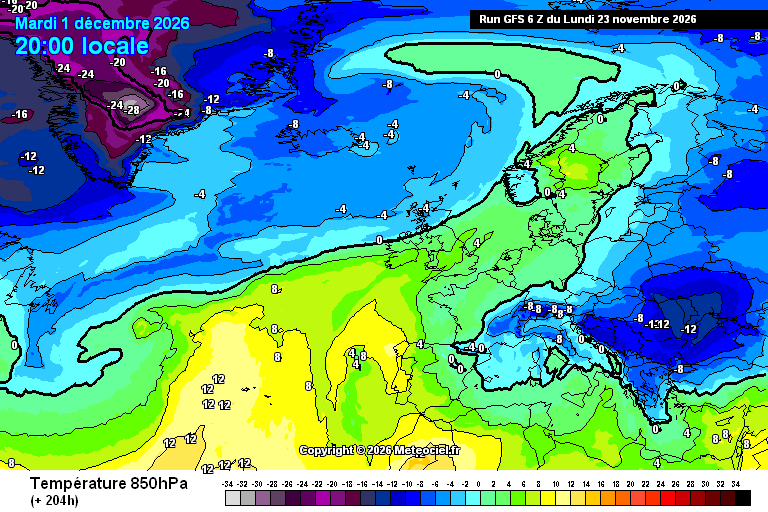 Mardi 1 décembre 2026
20:00 locale
Run GFS 6 Z du Lundi 23 novembre 2026
Copyright © 2026 Meteociel.fr
Température 850hPa
(+ 204h)
-34 -32 -30 -28 -26 -24 -22 -20 -18 -16 -14 -12 -10 -8 -6 -4 -2 0 2 4 6 8 10 12 14 16 18 20 22 24 26 28 30 32 34